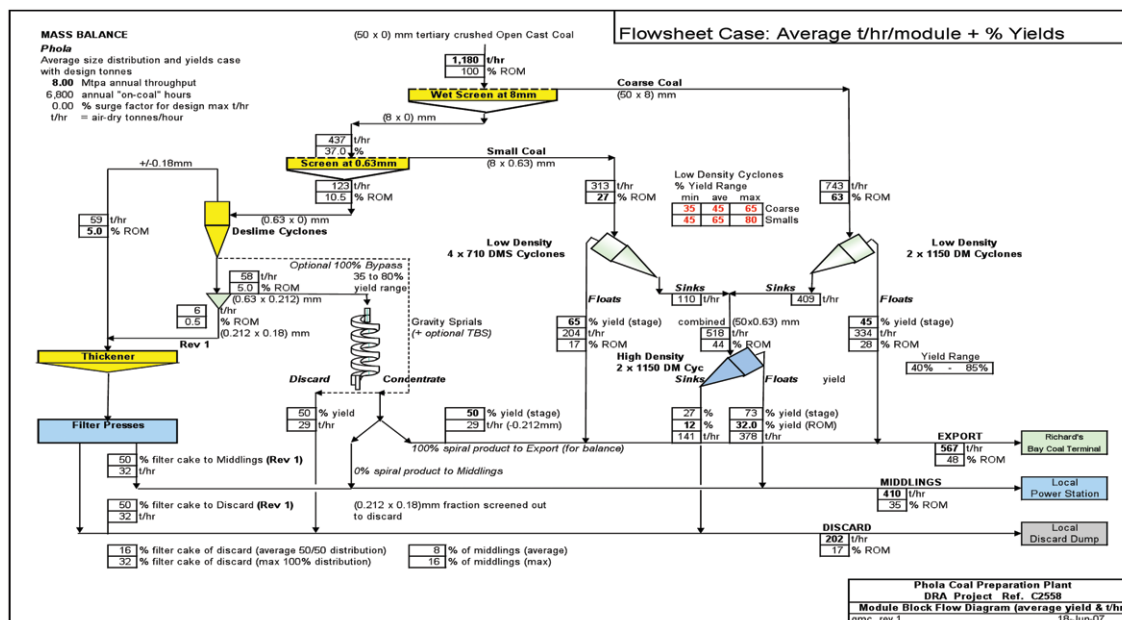 Flowsheet Case: Average t/hr/module + % Yields
MASS BALANCE
Phola
Average size distribution and yields case
with design tonnes
8.00 Mtpa annual throughput
6,800 annual "on-coal" hours
0.00 % surge factor for design max t/hr
t/hr = air-dry tonnes/hour
(50 x 0) mm tertiary crushed Open Cast Coal
1,180 t/hr
100 % ROM
Wet Screen at 8mm
Coarse Coal
(50 x 8) mm
(8 x 0) mm
437 t/hr
37.0 %
Small Coal
(8 x 0.63) mm
Screen at 0.63mm
+/-0.18mm
123 t/hr
10.5 % ROM
313 t/hr
27 % ROM
Low Density Cyclones
% Yield Range
min ave max
35 45 65 Coarse
45 65 80 Smalls
743 t/hr
63 % ROM
59 t/hr
5.0 % ROM
(0.63 x 0) mm
Deslime Cyclones
Low Density
4 x 710 DMS Cyclones
Low Density
2 x 1150 DM Cyclones
Optional 100% Bypass
58 t/hr
5.0 % ROM
35 to 80%
yield range
(0.63 x 0.212) mm
Sinks
110 t/hr
Sinks
409 t/hr
Floats
Floats
6 t/hr
0.5 % ROM
(0.212 x 0.18) mm
Rev 1
Gravity Sprials
(+ optional TBS)
65 % yield (stage)
204 t/hr
17 % ROM
combined (50x0.63) mm
518 t/hr
44 % ROM
45 % yield (stage)
334 t/hr
28 % ROM
Thickener
High Density
2 x 1150 DM Cyc
Sinks
Floats
yield
Yield Range
40% - 85%
Discard
Concentrate
50 % yield
29 t/hr
50 % yield (stage)
29 t/hr (-0.212mm)
27 %
12 % ROM
141 t/hr
73 % yield (stage)
32.0 % yield (ROM)
378 t/hr
Filter Presses
100% spiral product to Export (for balance)
EXPORT
567 t/hr
48 % ROM
Richard's
Bay Coal Terminal
50 % filter cake to Middlings (Rev 1)
32 t/hr
0% spiral product to Middlings
MIDDLINGS
410 t/hr
35 % ROM
Local
Power Station
50 % filter cake to Discard (Rev 1)
32 t/hr
(0.212 x 0.18)mm fraction screened out
to discard
DISCARD
202 t/hr
17 % ROM
Local
Discard Dump
16 % filter cake of discard (average 50/50 distribution)
32 % filter cake of discard (max 100% distribution)
8 % of middlings (average)
16 % of middlings (max)
Phola Coal Preparation Plant
DRA Project Ref. C2558
Module Block Flow Diagram (average yield & t/hr
gmc rev 1 18-Jun-07